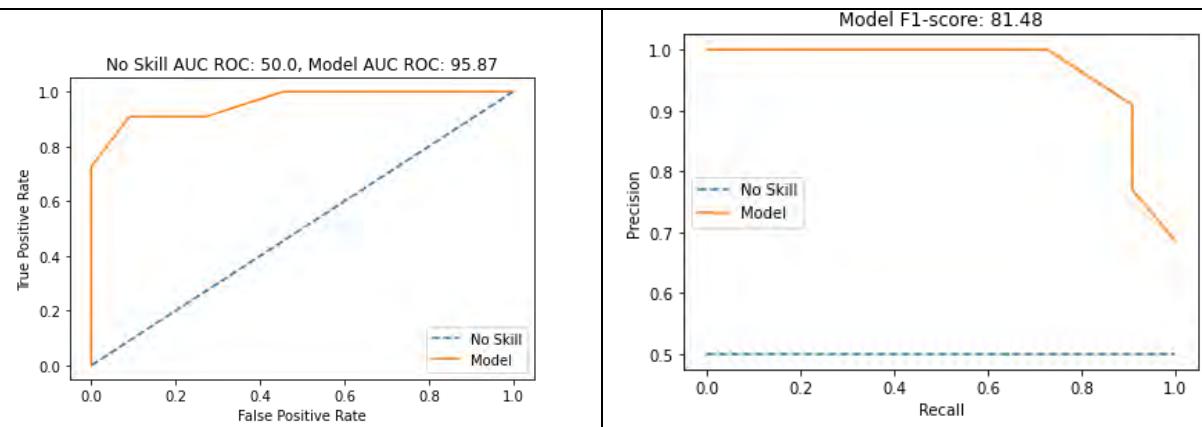 No Skill AUC ROC: 50.0, Model AUC ROC: 95.87
True Positive Rate
1.0
0.8
0.6
0.4
0.2
0.0
No Skill
Model
0.0 0.2 0.4 0.6 0.8 1.0
False Positive Rate
Model F1-score: 81.48
Precision
1.0
0.9
0.8
0.7
0.6
0.5
No Skill
Model
0.0 0.2 0.4 0.6 0.8 1.0
Recall